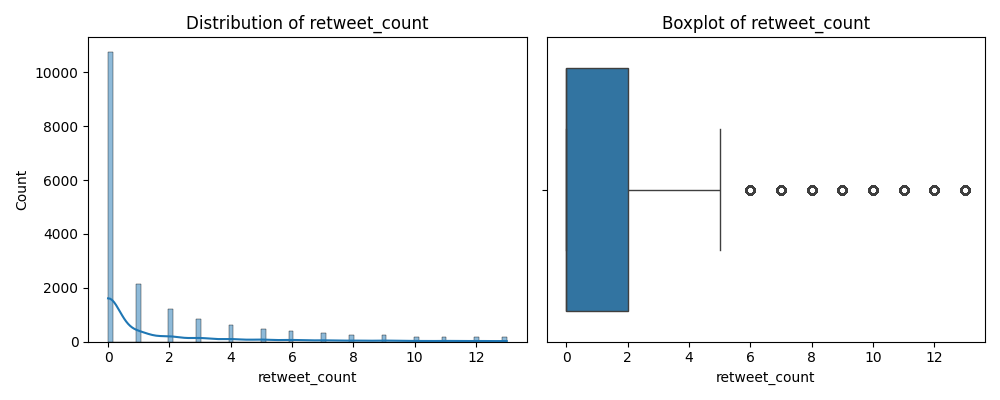 Distribution of retweet_count
Count
10000
8000
6000
4000
2000
0
0 2 4 6 8 10 12
retweet_count
Boxplot of retweet_count
0 2 4 6 8 10 12
retweet_count